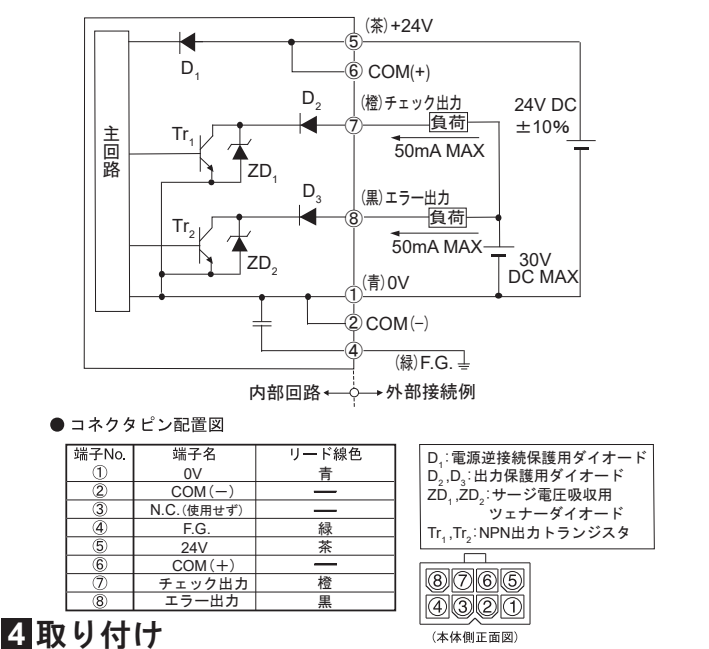 (茶)+24V
⑤
⑥ COM(+)
D1
D2
(橙)チェック出力
24V DC
±10%
主回路
Tr1
⑦
負荷
50mA MAX
ZD1
D3
(黒)エラー出力
⑧
負荷
Tr2
50mA MAX
ZD2
30V
DC MAX
(青)0V
①
② COM(−)
④
(緑)F.G.
内部回路
外部接続例
● コネクタピン配置図
端子No. 端子名 リード線色
① 0V 青
② COM(−) —
③ N.C.(使用せず) —
④ F.G. 緑
⑤ 24V 茶
⑥ COM(+) —
⑦ チェック出力 橙
⑧ エラー出力 黒
D1:電源逆接続保護用ダイオード
D2,D3:出力保護用ダイオード
ZD1,ZD2:サージ電圧吸収用
ツェナーダイオード
Tr1,Tr2:NPN出力トランジスタ
⑧⑦⑥⑤
④③②①
(本体側正面図)
4 取り付け